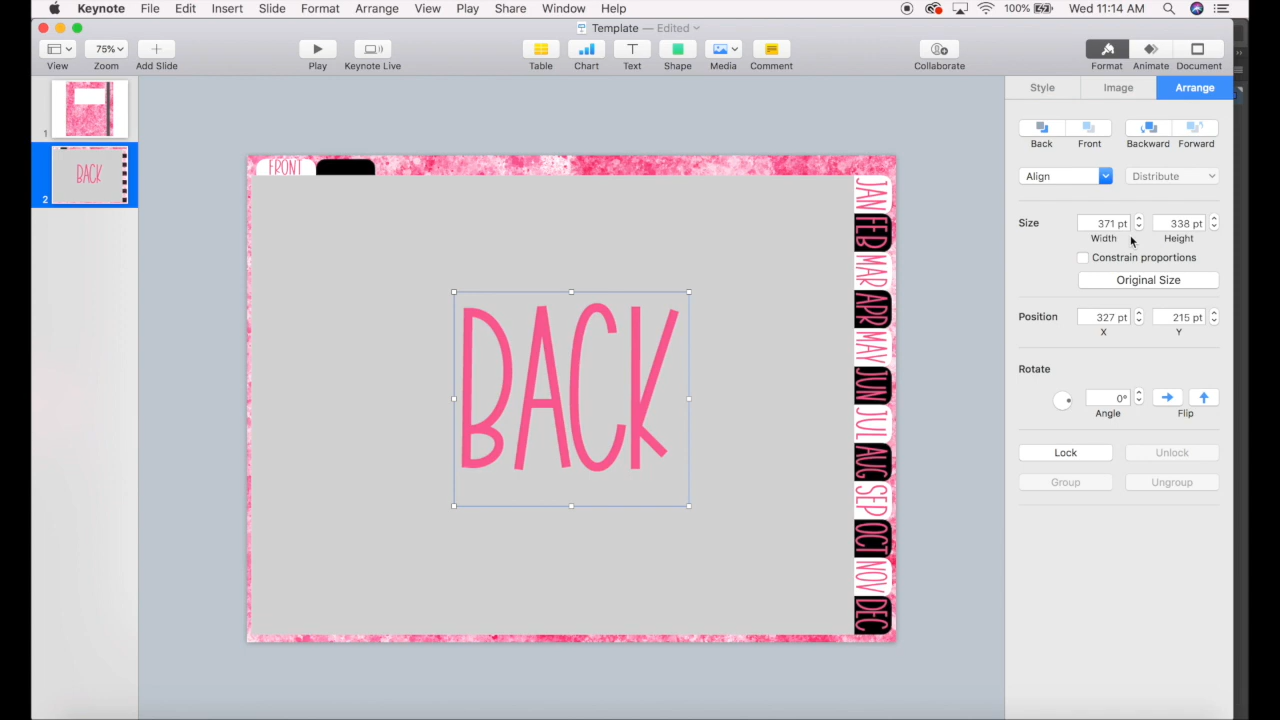 Keynote File Edit Insert Slide Format Arrange View Play Share Window Help 100% Wed 11:14 AM
Template — Edited
75%
View Zoom Add Slide Play Keynote Live Table Chart Text Shape Media Comment Collaborate Format Animate Document
Style Image Arrange
1
BACK
2
FRONT
BACK
JAN
FEB
MAR
APR
MAY
JUN
JUL
AUG
SEP
OCT
NOV
DEC
Back Front Backward Forward
Align Distribute
Size 371 pt 338 pt
Width Height
Constrain proportions
Original Size
Position 327 pt 215 pt
X Y
Rotate
0°
Angle Flip
Lock Unlock
Group Ungroup